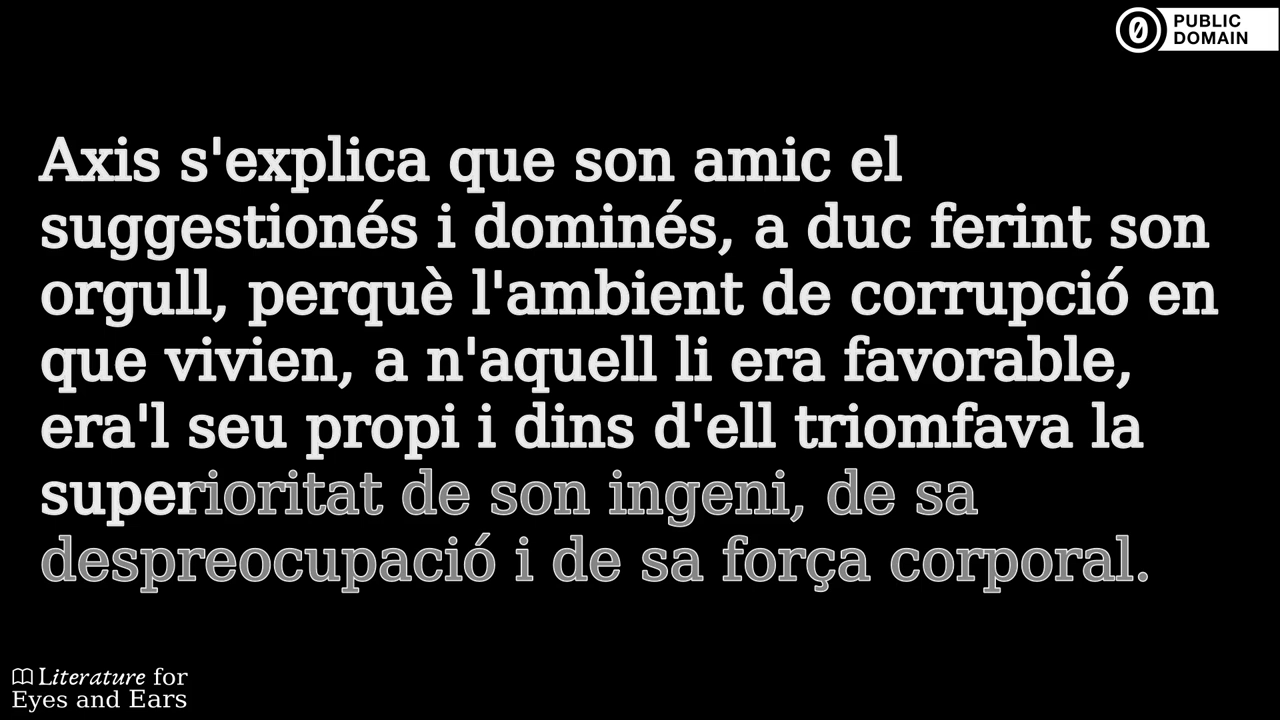 PUBLIC
DOMAIN
Axis s'explica que son amic el
suggestionés i dominés, a duc ferint son
orgull, perquè l'ambient de corrupció en
que vivien, a n'aquell li era favorable,
era'l seu propi i dins d'ell triomfava la
superioritat de son ingeni, de sa
despreocupació i de sa força corporal.
Literature for
Eyes and Ears